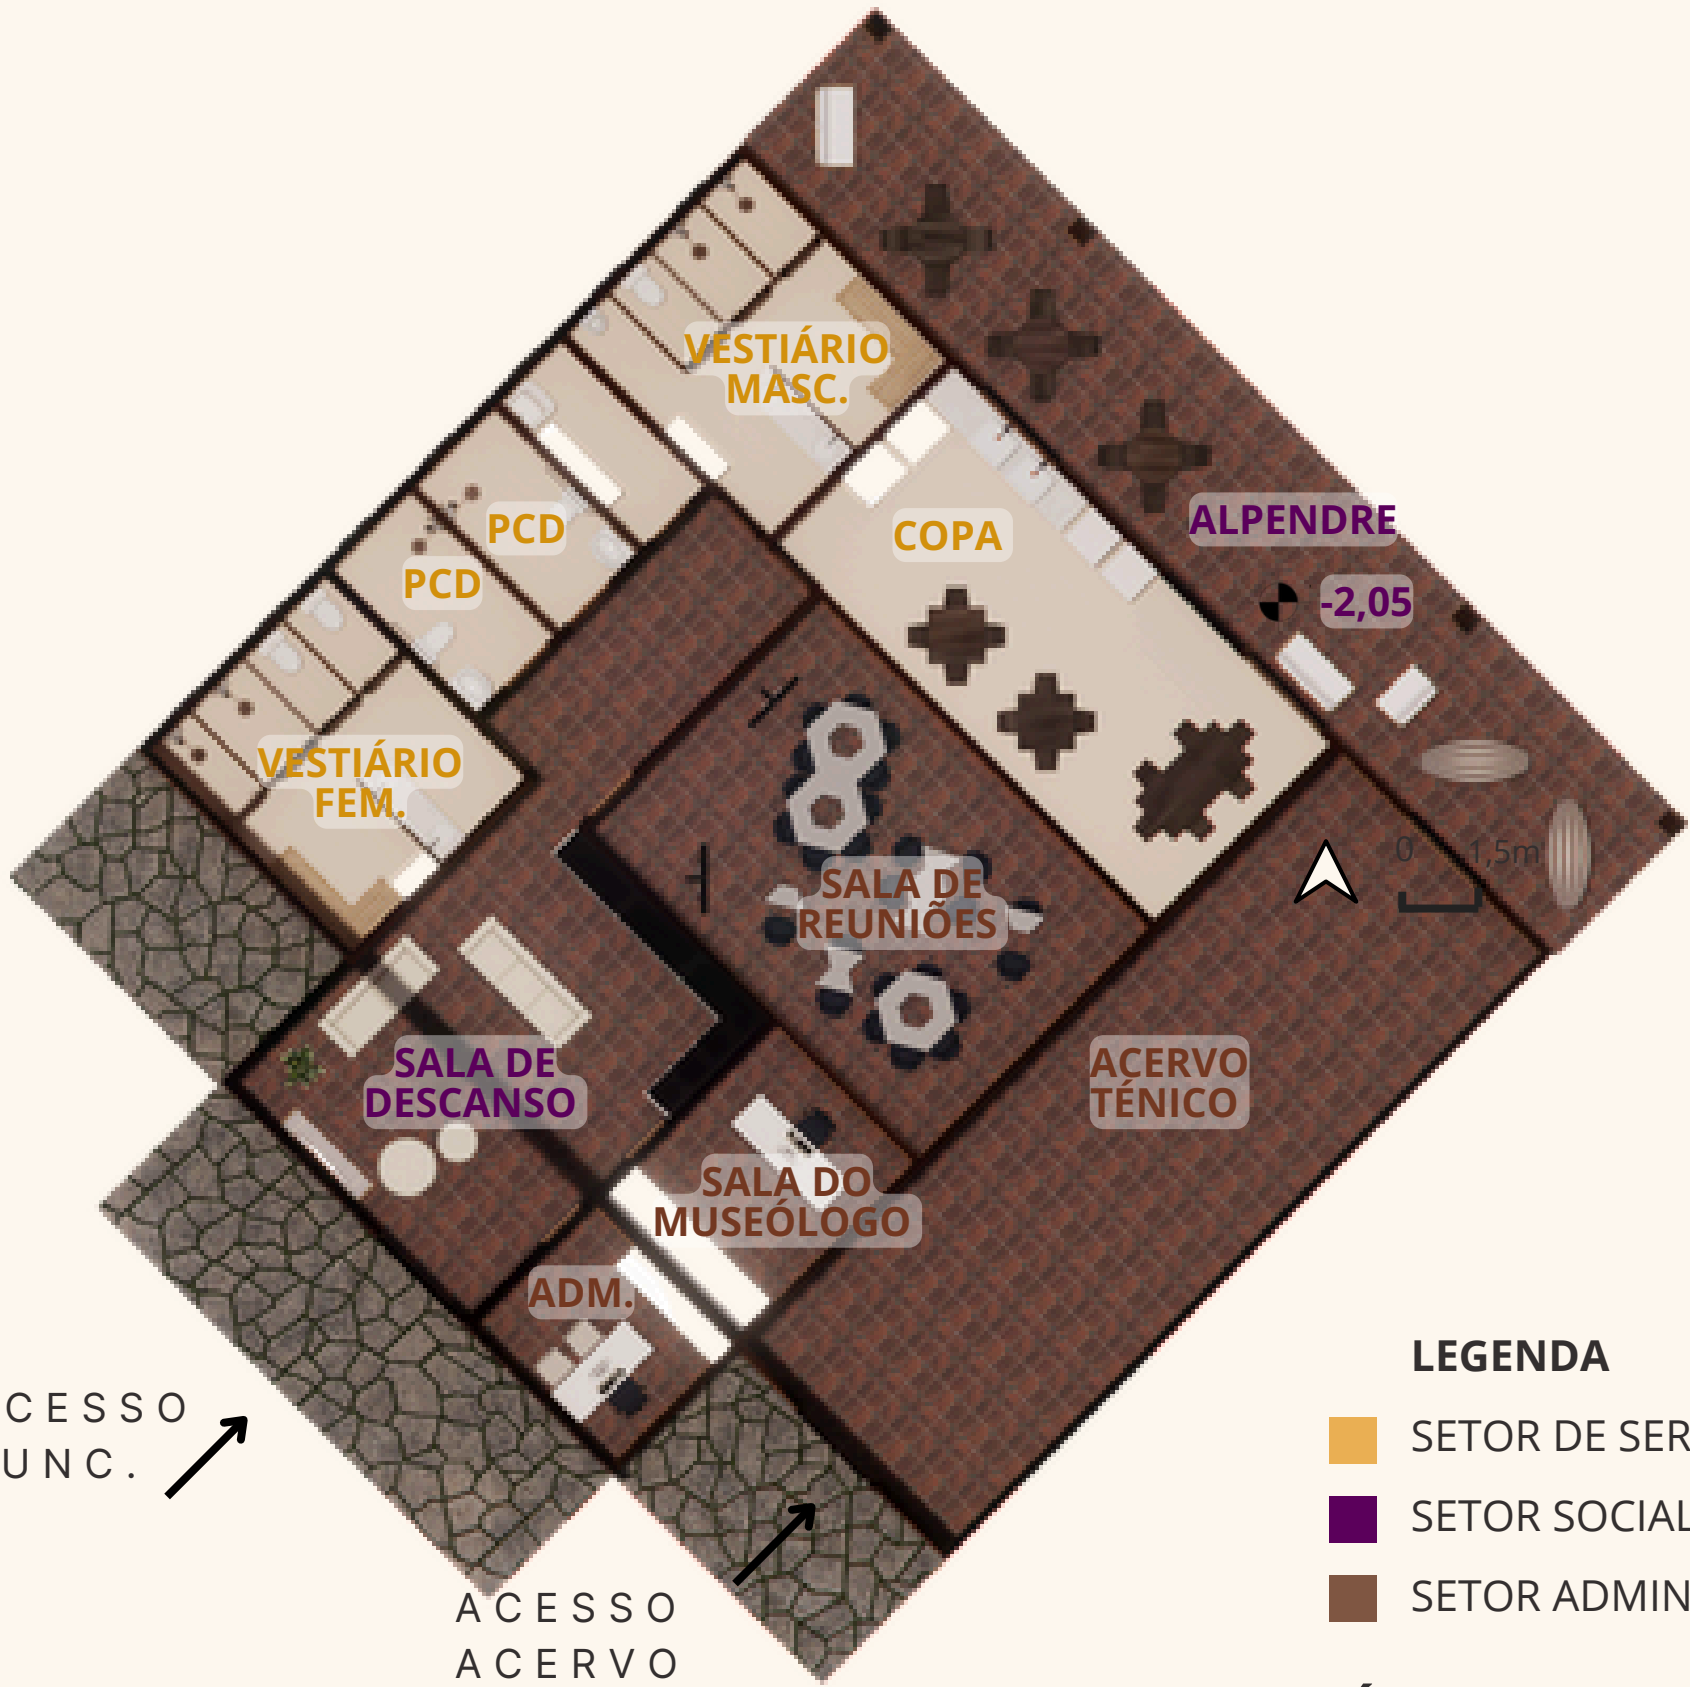 VESTIÁRIO
MASC.
PCD
COPA
ALPENDRE
PCD
-2,05
VESTIÁRIO
FEM.
0 1,5m
SALA DE
REUNIÕES
SALA DE
DESCANSO
ACERVO
TÉNICO
SALA DO
MUSEÓLOGO
ADM.
CESSO
UNC.
ACESSO
ACERVO
LEGENDA
SETOR DE SER
SETOR SOCIAL
SETOR ADMIN